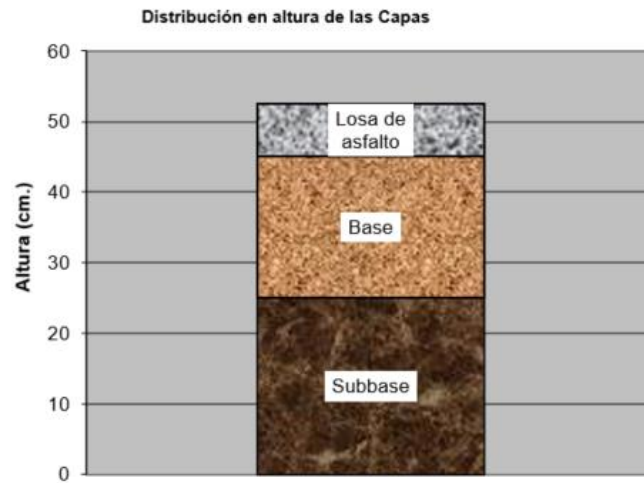 Distribución en altura de las Capas
60
50
40
30
20
10
0
Altura (cm.)
Losa de
asfalto
Base
Subbase